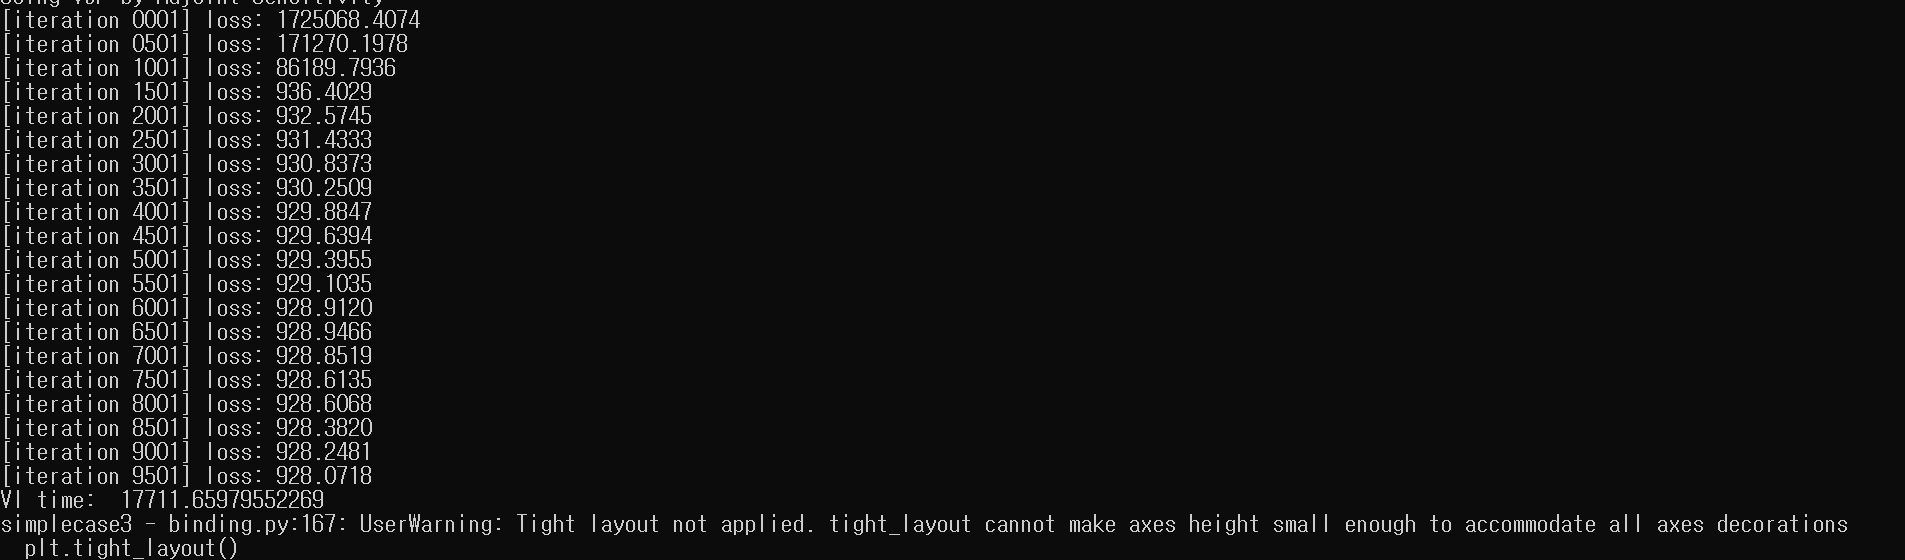 [iteration 0001] loss: 1725068.4074
[iteration 0501] loss: 171270.1978
[iteration 1001] loss: 86189.7936
[iteration 1501] loss: 936.4029
[iteration 2001] loss: 932.5745
[iteration 2501] loss: 931.4333
[iteration 3001] loss: 930.8373
[iteration 3501] loss: 930.2509
[iteration 4001] loss: 929.8847
[iteration 4501] loss: 929.6394
[iteration 5001] loss: 929.3955
[iteration 5501] loss: 929.1035
[iteration 6001] loss: 928.9120
[iteration 6501] loss: 928.9466
[iteration 7001] loss: 928.8519
[iteration 7501] loss: 928.6135
[iteration 8001] loss: 928.6068
[iteration 8501] loss: 928.3820
[iteration 9001] loss: 928.2481
[iteration 9501] loss: 928.0718
VI time:  17711.65979552269
simplecase3 - binding.py:167: UserWarning: Tight layout not applied. tight_layout cannot make axes height small enough to accommodate all axes decorations
  plt.tight_layout()